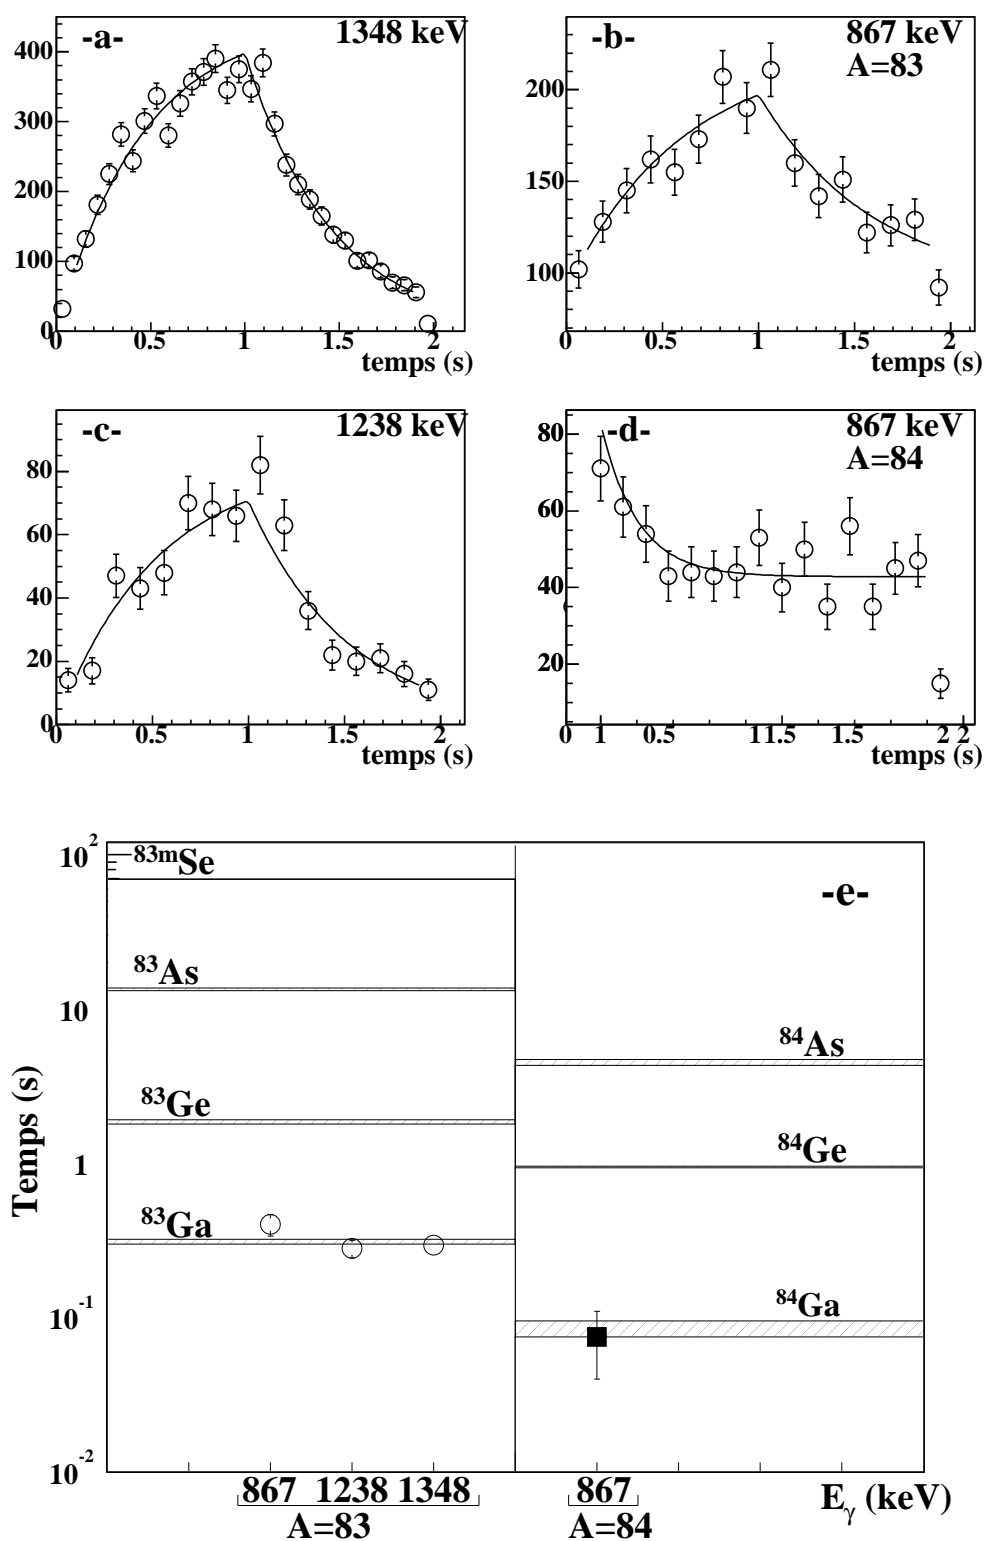 -a- 1348 keV
400
300
200
100
0
0 0.5 1 1.5 2
temps (s)
-b- 867 keV
A=83
200
150
100
0 0.5 1 1.5 2
temps (s)
-c- 1238 keV
80
60
40
20
0
0 0.5 1 1.5 2
temps (s)
-d- 867 keV
A=84
80
60
40
20
0 1 0.5 11.5 1.5 2 2
temps (s)
-e-
Temps (s)
10²
10
1
10⁻¹
10⁻²
⁸³ᵐSe
⁸³As
⁸³Ge
⁸³Ga
⁸⁴As
⁸⁴Ge
⁸⁴Ga
867 1238 1348 867
A=83 A=84
Eᵧ (keV)